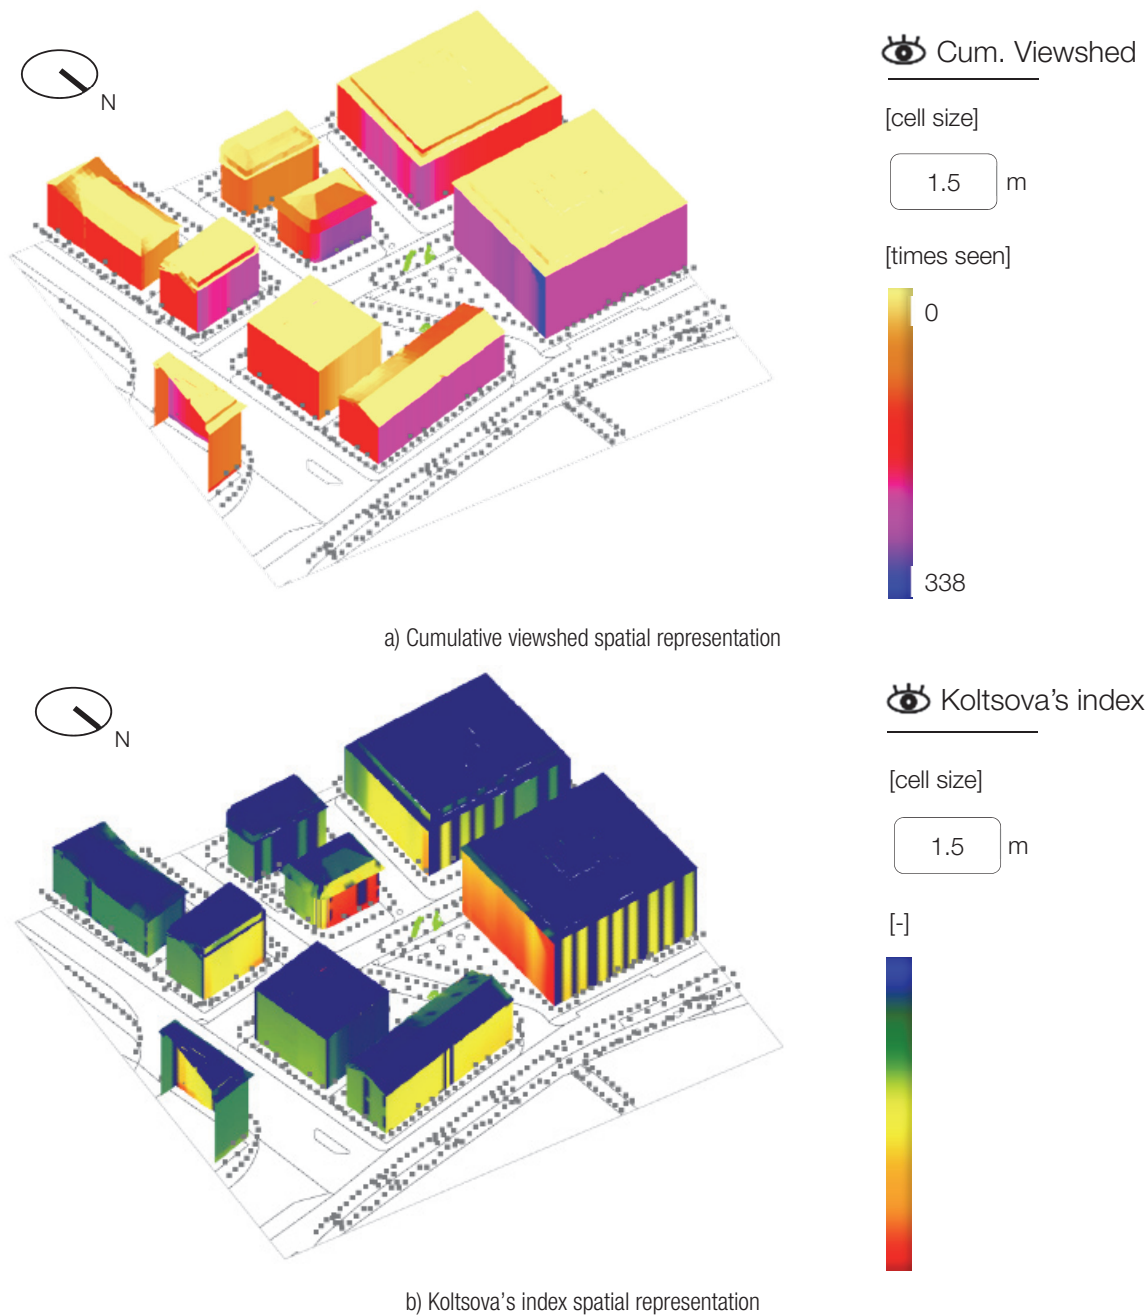 Cum. Viewshed
N
[cell size]
1.5 m
[times seen]
0
338
a) Cumulative viewshed spatial representation
Koltsova's index
N
[cell size]
1.5 m
[-]
b) Koltsova's index spatial representation